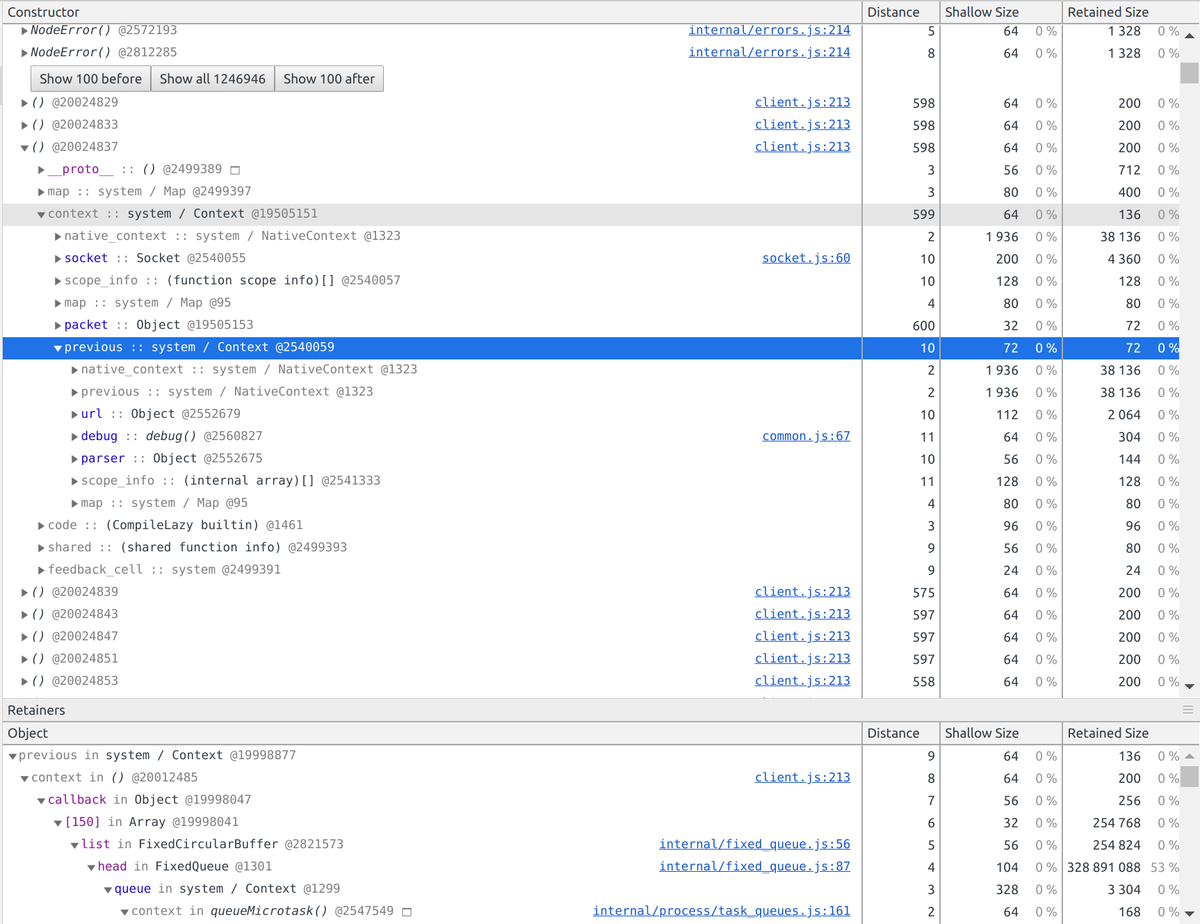 Constructor Distance Shallow Size Retained Size
NodeError() @2572193 internal/errors.js:214 5 64 0 % 1 328 0 %
NodeError() @2812285 internal/errors.js:214 8 64 0 % 1 328 0 %
Show 100 before Show all 1246946 Show 100 after
() @20024829 client.js:213 598 64 0 % 200 0 %
() @20024833 client.js:213 598 64 0 % 200 0 %
() @20024837 client.js:213 598 64 0 % 200 0 %
__proto__ :: () @2499389 3 56 0 % 712 0 %
map :: system / Map @2499397 3 80 0 % 400 0 %
context :: system / Context @19505151 599 64 0 % 136 0 %
native_context :: system / NativeContext @1323 2 1 936 0 % 38 136 0 %
socket :: Socket @2540055 socket.js:60 10 200 0 % 4 360 0 %
scope_info :: (function scope info)[] @2540057 10 128 0 % 128 0 %
map :: system / Map @95 4 80 0 % 80 0 %
packet :: Object @19505153 600 32 0 % 72 0 %
previous :: system / Context @2540059 10 72 0 % 72 0 %
native_context :: system / NativeContext @1323 2 1 936 0 % 38 136 0 %
previous :: system / NativeContext @1323 2 1 936 0 % 38 136 0 %
url :: Object @2552679 10 112 0 % 2 064 0 %
debug :: debug() @2560827 common.js:67 11 64 0 % 304 0 %
parser :: Object @2552675 10 56 0 % 144 0 %
scope_info :: (internal array)[] @2541333 11 128 0 % 128 0 %
map :: system / Map @95 4 80 0 % 80 0 %
code :: (CompileLazy builtin) @1461 3 96 0 % 96 0 %
shared :: (shared function info) @2499393 9 56 0 % 80 0 %
feedback_cell :: system @2499391 9 24 0 % 24 0 %
() @20024839 client.js:213 575 64 0 % 200 0 %
() @20024843 client.js:213 597 64 0 % 200 0 %
() @20024847 client.js:213 597 64 0 % 200 0 %
() @20024851 client.js:213 597 64 0 % 200 0 %
() @20024853 client.js:213 558 64 0 % 200 0 %
Retainers
Object Distance Shallow Size Retained Size
previous in system / Context @19998877 9 64 0 % 136 0 %
context in () @20012485 client.js:213 8 64 0 % 200 0 %
callback in Object @19998047 7 56 0 % 256 0 %
[150] in Array @19998041 6 32 0 % 254 768 0 %
list in FixedCircularBuffer @2821573 internal/fixed_queue.js:56 5 56 0 % 254 824 0 %
head in FixedQueue @1301 internal/fixed_queue.js:87 4 104 0 % 328 891 088 53 %
queue in system / Context @1299 3 328 0 % 3 304 0 %
context in queueMicrotask() @2547549 internal/process/task_queues.js:161 2 64 0 % 168 0 %